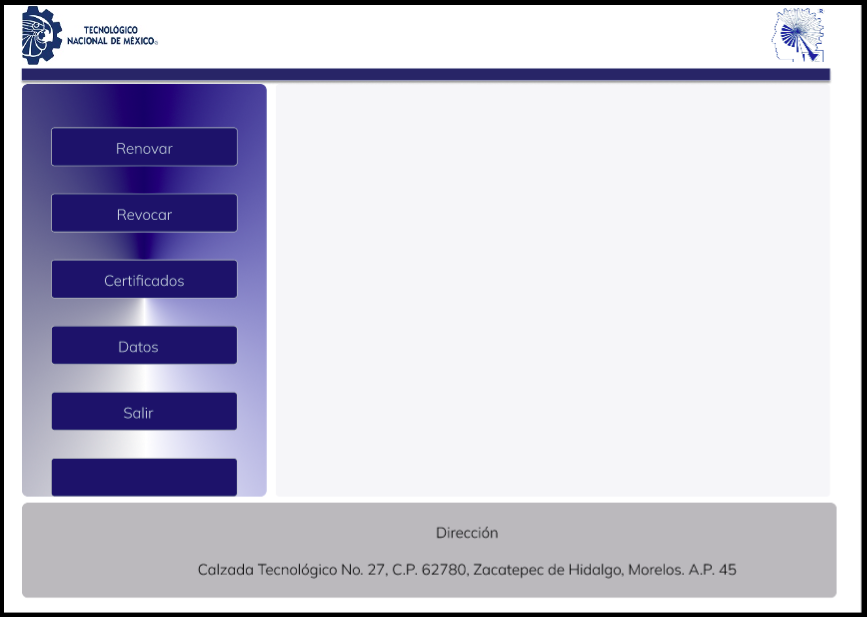 TECNOLÓGICO
NACIONAL DE MÉXICO
Renovar
Revocar
Certificados
Datos
Salir
Dirección
Calzada Tecnológico No. 27, C.P. 62780, Zacatepec de Hidalgo, Morelos. A.P. 45